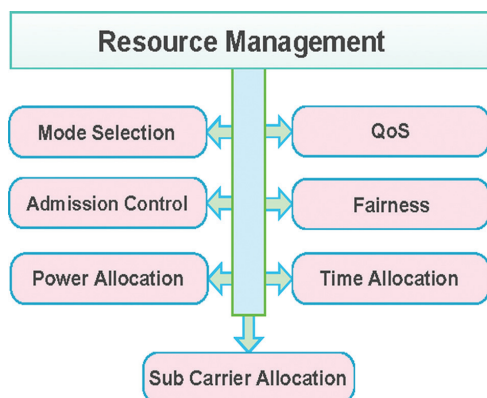 Resource Management
Mode Selection
QoS
Admission Control
Fairness
Power Allocation
Time Allocation
Sub Carrier Allocation